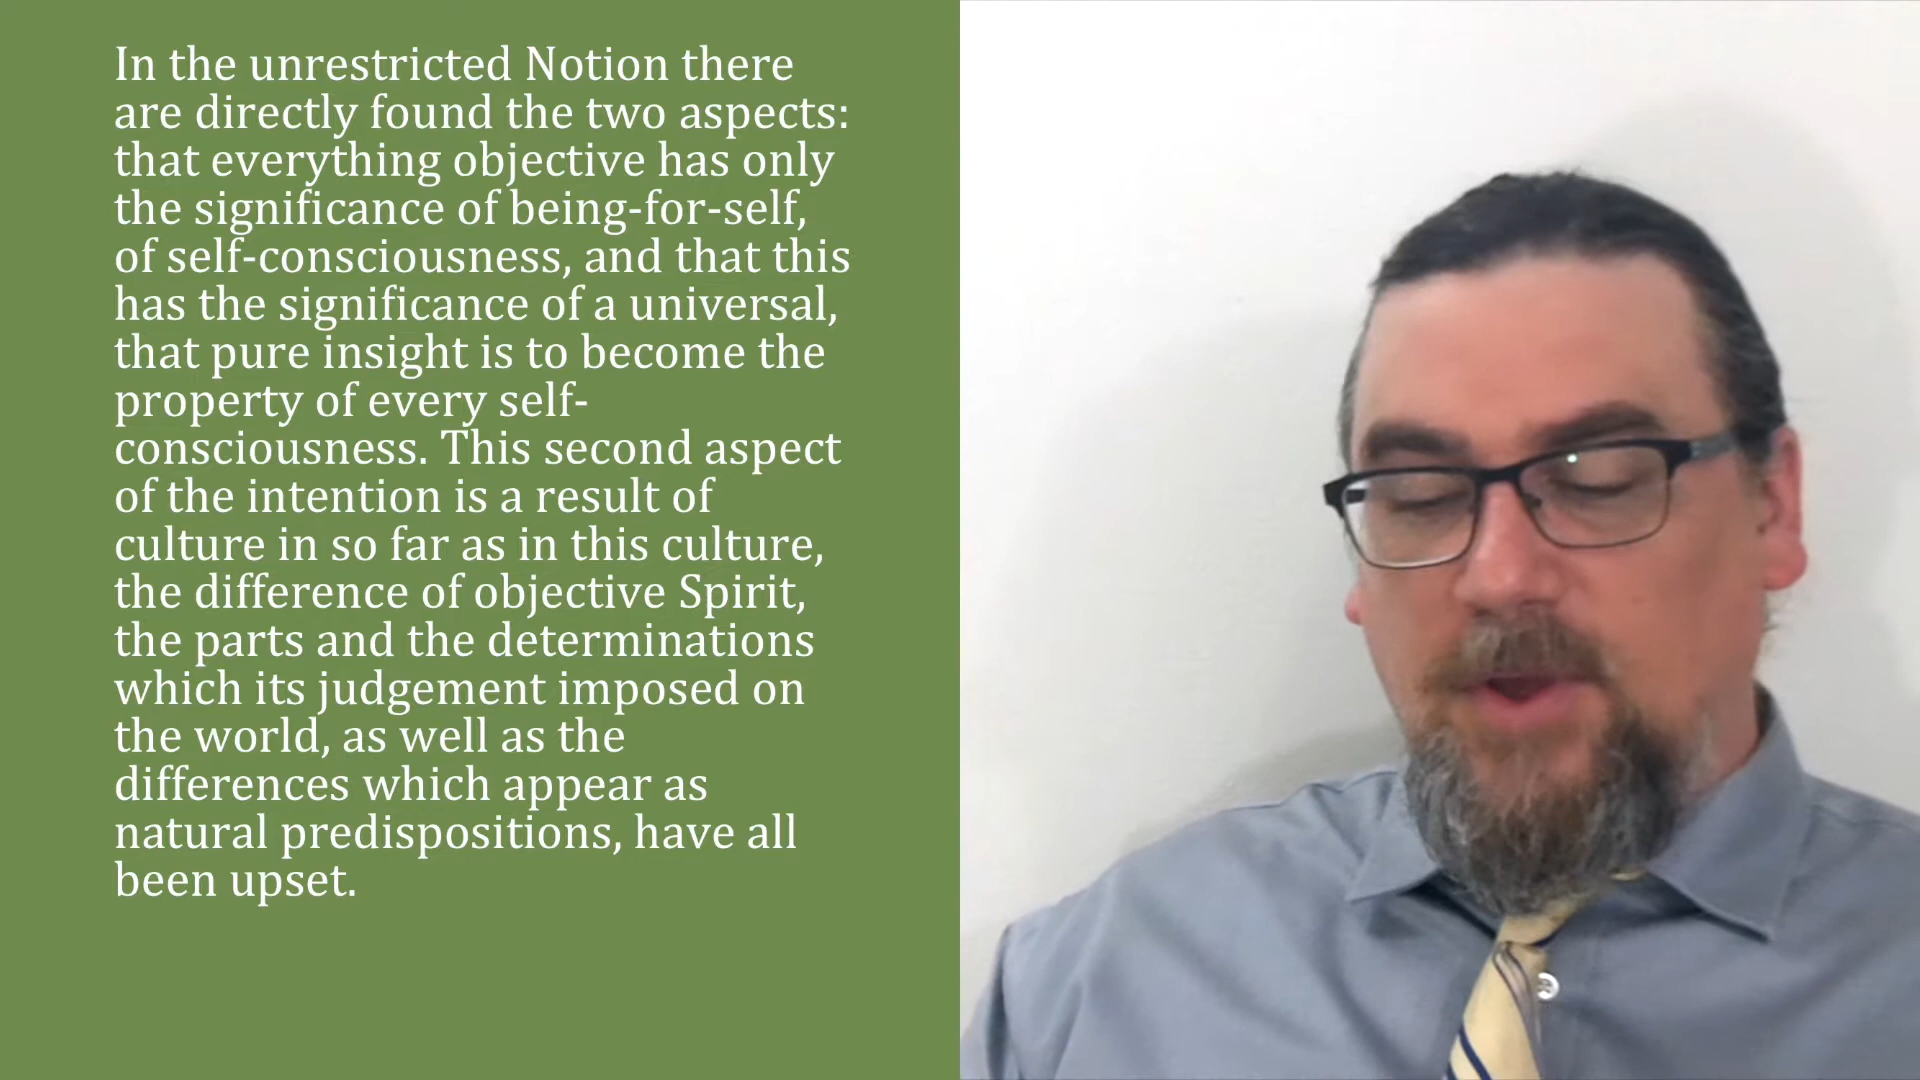 In the unrestricted Notion there
are directly found the two aspects:
that everything objective has only
the significance of being-for-self,
of self-consciousness, and that this
has the significance of a universal,
that pure insight is to become the
property of every self-
consciousness. This second aspect
of the intention is a result of
culture in so far as in this culture,
the difference of objective Spirit,
the parts and the determinations
which its judgement imposed on
the world, as well as the
differences which appear as
natural predispositions, have all
been upset.